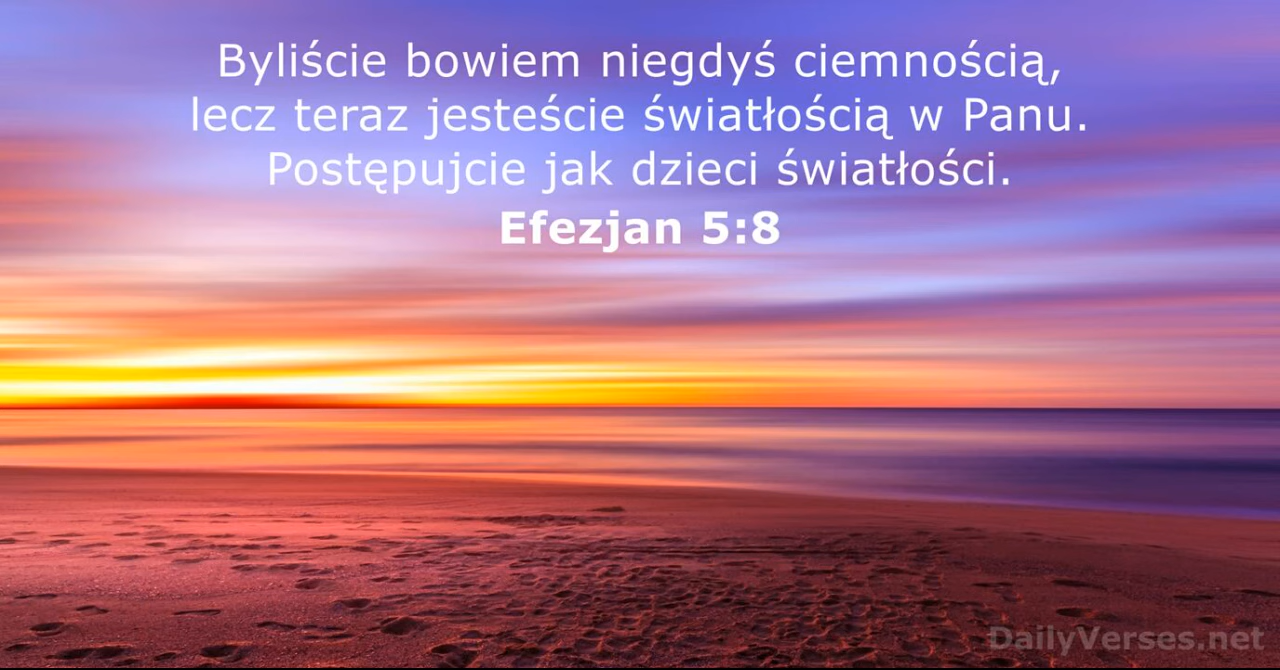 Byliście bowiem niegdyś ciemnością,
lecz teraz jesteście światłością w Panu.
Postępujcie jak dzieci światłości.
Efezjan 5:8
DailyVerses.net